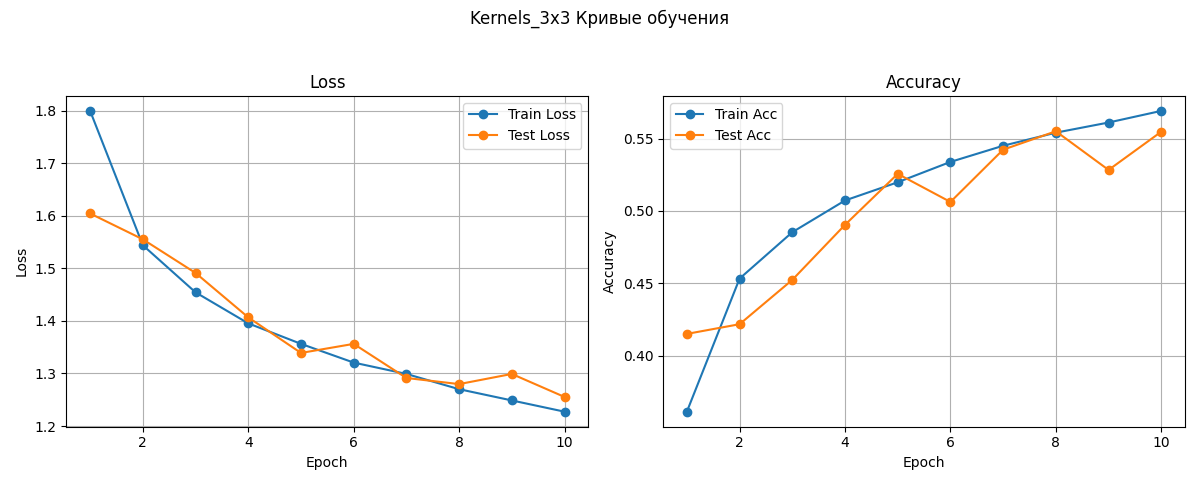 Kernels_3x3 Кривые обучения
Loss
1.8
1.7
1.6
1.5
1.4
1.3
1.2
2
4
6
8
10
Loss
Epoch
Train Loss
Test Loss
Accuracy
0.55
0.50
0.45
0.40
2
4
6
8
10
Accuracy
Epoch
Train Acc
Test Acc